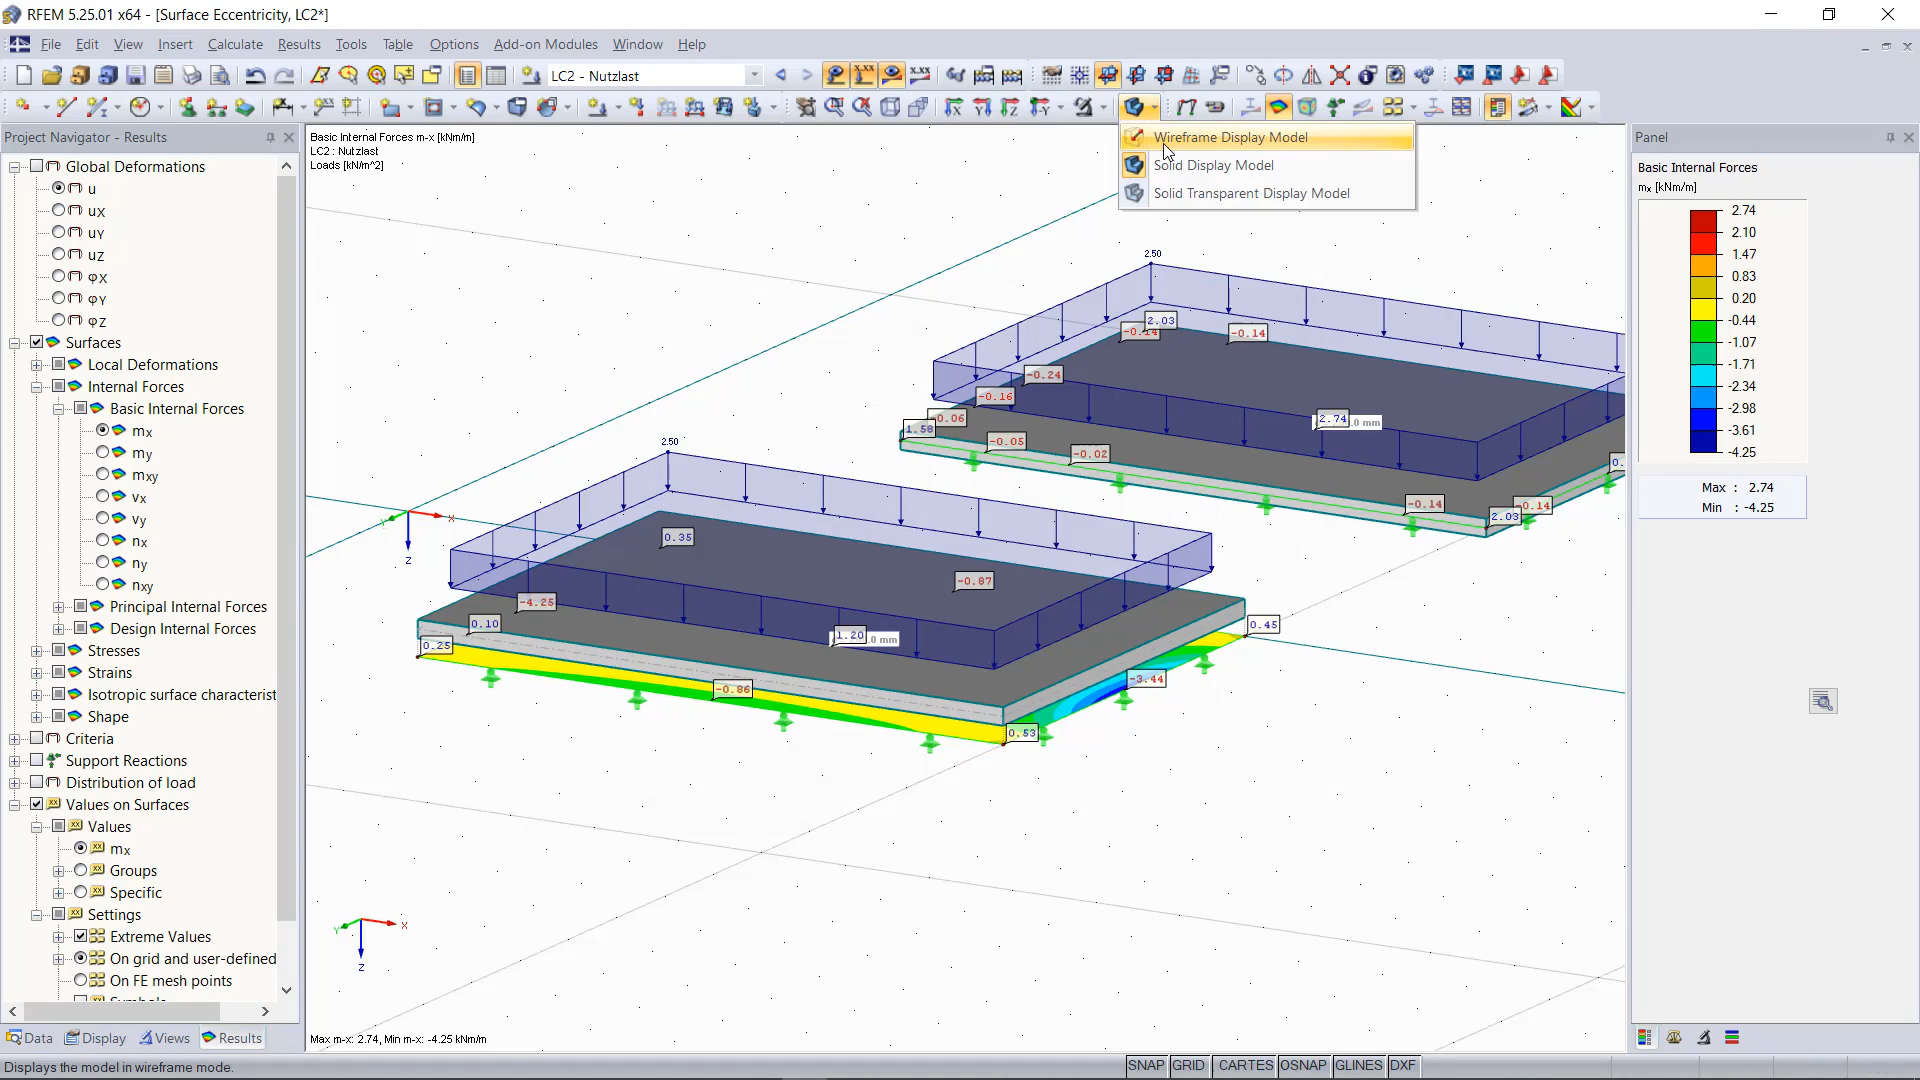 RFEM 5.25.01 x64 - [Surface Eccentricity, LC2*]
File Edit View Insert Calculate Results Tools Table Options Add-on Modules Window Help
LC2 - Nutzlast
Project Navigator - Results
Global Deformations
u
uX
uY
uZ
φX
φY
φZ
Surfaces
Local Deformations
Internal Forces
Basic Internal Forces
mx
my
mxy
vx
vy
nx
ny
nxy
Principal Internal Forces
Design Internal Forces
Stresses
Strains
Isotropic surface characterist
Shape
Criteria
Support Reactions
Distribution of load
Values on Surfaces
Values
mx
Groups
Specific
Settings
Extreme Values
On grid and user-defined
On FE mesh points
Data Display Views Results
Displays the model in wireframe mode.
Basic Internal Forces m-x [kNm/m]
LC2 : Nutzlast
Loads [kN/m^2]
Wireframe Display Model
Solid Display Model
Solid Transparent Display Model
2.50
2.03
-0.14
-0.14
-0.24
-0.16
-0.06
1.58
2.74
.0 mm
-0.05
-0.02
0.
-0.14
-0.14
2.03
2.50
0.35
-0.87
-4.25
0.10
0.25
1.20
.0 mm
0.45
-3.44
-0.86
0.53
X
Y
Z
X
Y
Z
Max m-x: 2.74, Min m-x: -4.25 kNm/m
Panel
Basic Internal Forces
mx [kNm/m]
2.74
2.10
1.47
0.83
0.20
-0.44
-1.07
-1.71
-2.34
-2.98
-3.61
-4.25
Max : 2.74
Min : -4.25
SNAP GRID CARTES OSNAP GLINES DXF